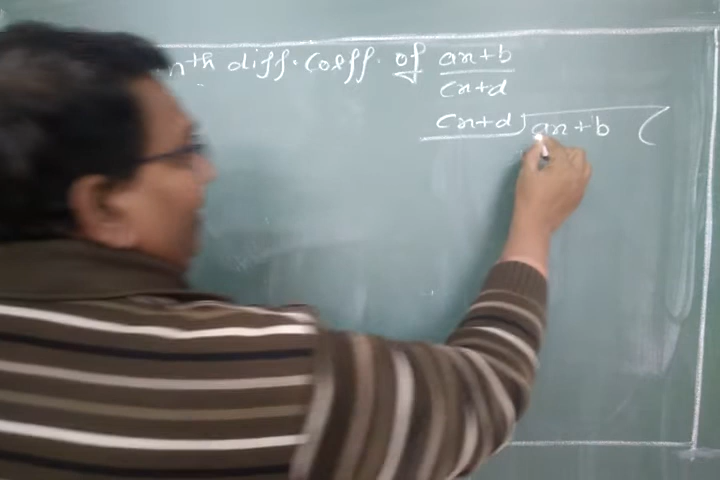 nth diff. coeff. of ax+b
cx+d
cx+d) ax+b (